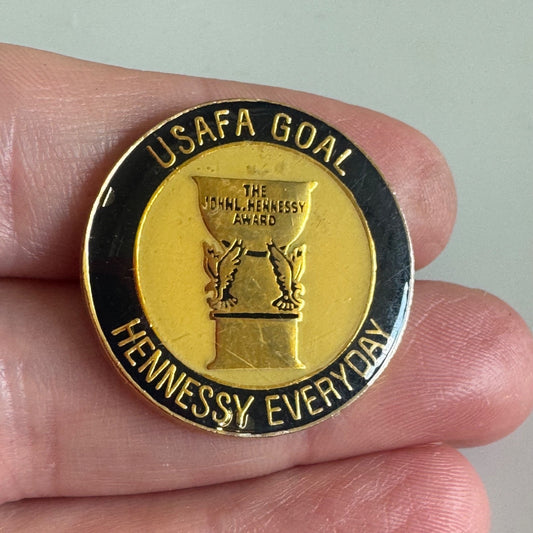 USAFA GOAL
THE
JOHN L. HENNESSY
AWARD
HENNESSY EVERYDAY